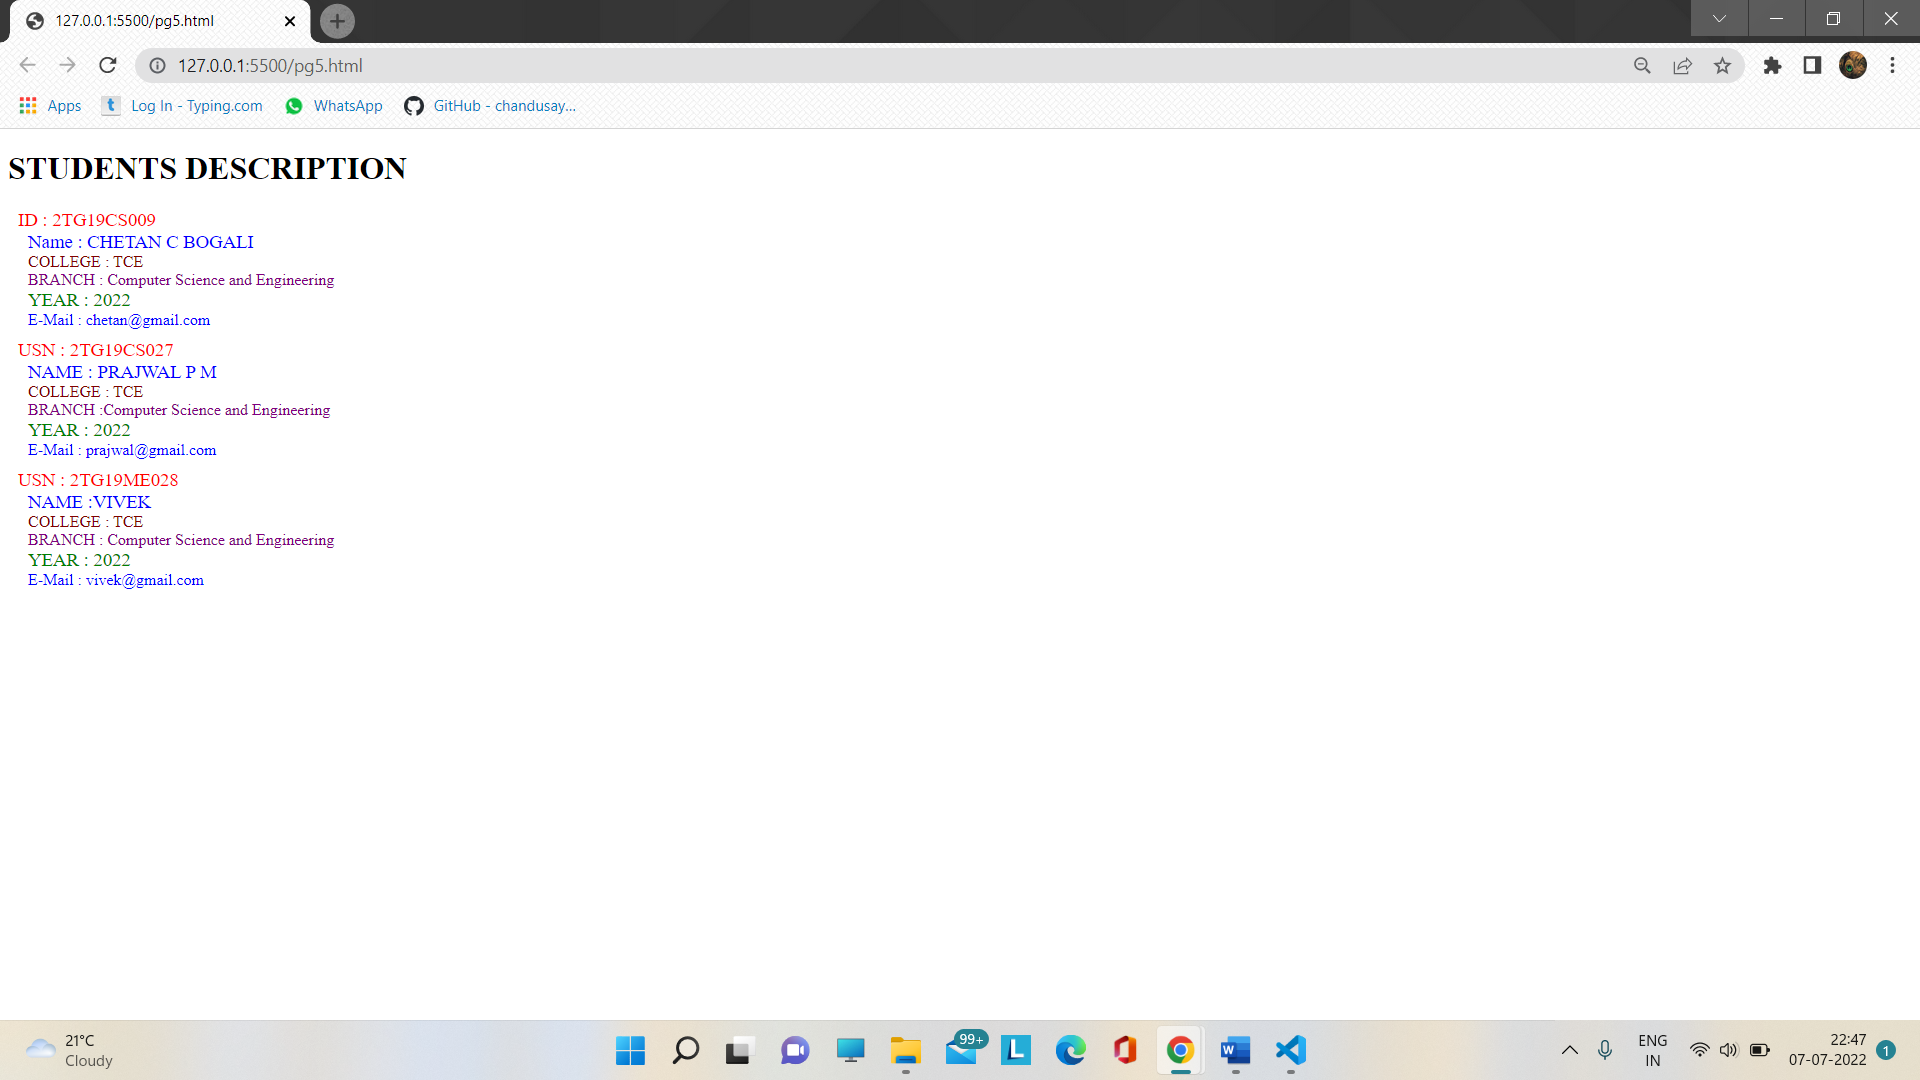 127.0.0.1:5500/pg5.html
127.0.0.1:5500/pg5.html
Apps
t Log In - Typing.com
WhatsApp
GitHub - chandusay...
STUDENTS DESCRIPTION
ID : 2TG19CS009
Name : CHETAN C BOGALI
COLLEGE : TCE
BRANCH : Computer Science and Engineering
YEAR : 2022
E-Mail : chetan@gmail.com
USN : 2TG19CS027
NAME : PRAJWAL P M
COLLEGE : TCE
BRANCH :Computer Science and Engineering
YEAR : 2022
E-Mail : prajwal@gmail.com
USN : 2TG19ME028
NAME :VIVEK
COLLEGE : TCE
BRANCH : Computer Science and Engineering
YEAR : 2022
E-Mail : vivek@gmail.com
21°C
Cloudy
99+
L
W
ENG
IN
22:47
07-07-2022
1